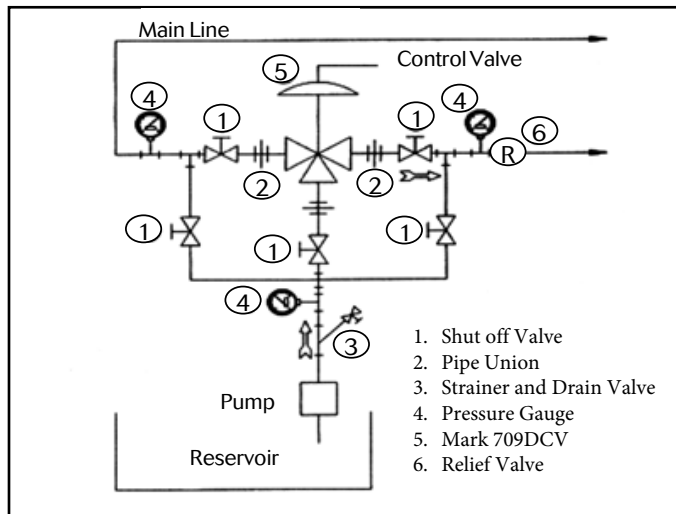 Main Line
Control Valve
5
4
1
1
4
6
R
2
2
1
1
1
4
3
Pump
Reservoir
1. Shut off Valve
2. Pipe Union
3. Strainer and Drain Valve
4. Pressure Gauge
5. Mark 709DCV
6. Relief Valve